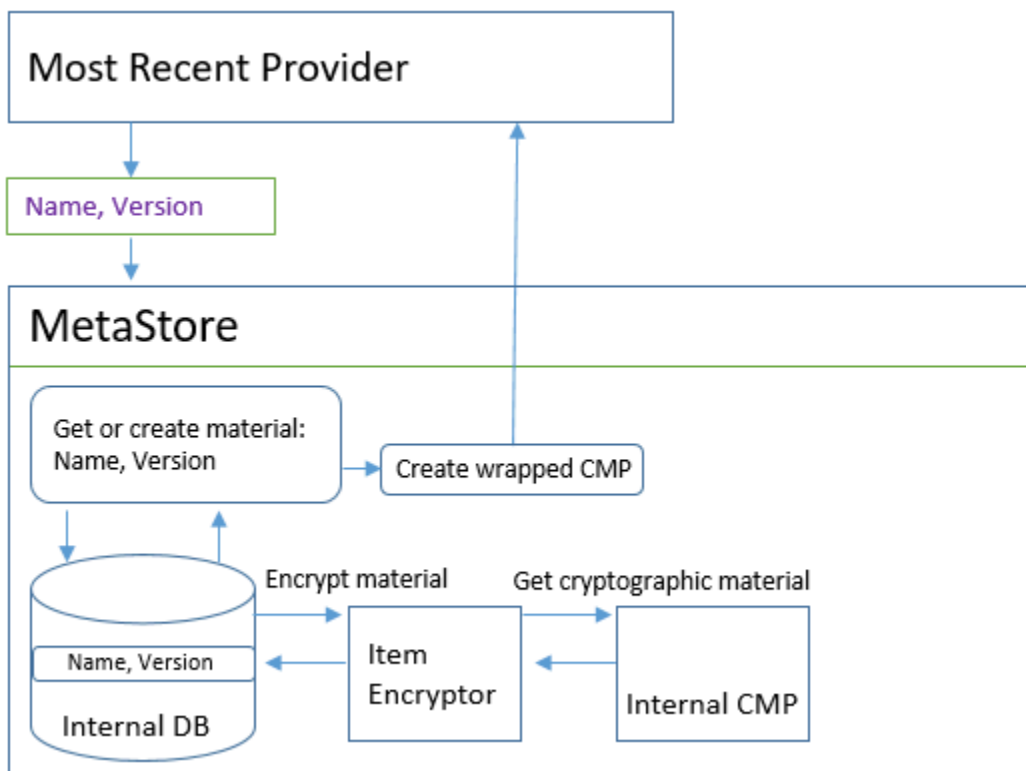 Most Recent Provider
Name, Version
MetaStore
Get or create material:
Name, Version
Create wrapped CMP
Encrypt material
Get cryptographic material
Name, Version
Internal DB
Item
Encryptor
Internal CMP